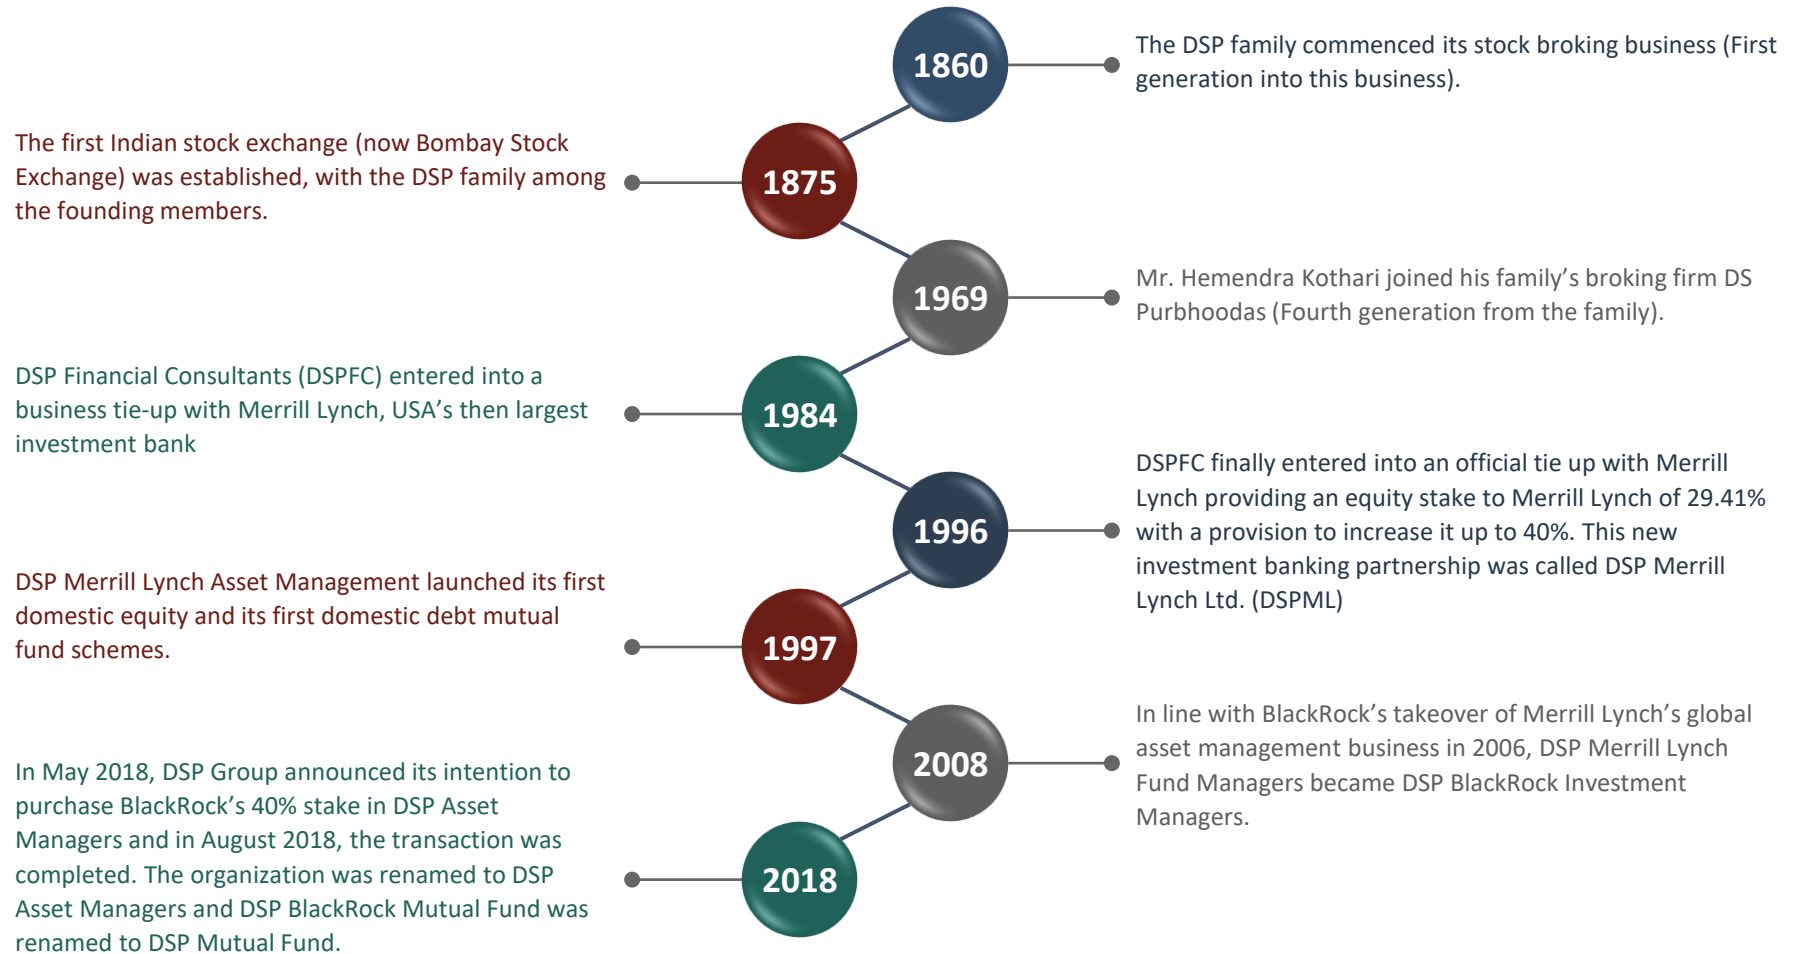 1860
The DSP family commenced its stock broking business (First
generation into this business).
The first Indian stock exchange (now Bombay Stock
Exchange) was established, with the DSP family among
the founding members.
1875
1969
Mr. Hemendra Kothari joined his family’s broking firm DS
Purbhoodas (Fourth generation from the family).
DSP Financial Consultants (DSPFC) entered into a
business tie-up with Merrill Lynch, USA’s then largest
investment bank
1984
1996
DSPFC finally entered into an official tie up with Merrill
Lynch providing an equity stake to Merrill Lynch of 29.41%
with a provision to increase it up to 40%. This new
investment banking partnership was called DSP Merrill
Lynch Ltd. (DSPML)
DSP Merrill Lynch Asset Management launched its first
domestic equity and its first domestic debt mutual
fund schemes.
1997
2008
In line with BlackRock’s takeover of Merrill Lynch’s global
asset management business in 2006, DSP Merrill Lynch
Fund Managers became DSP BlackRock Investment
Managers.
In May 2018, DSP Group announced its intention to
purchase BlackRock’s 40% stake in DSP Asset
Managers and in August 2018, the transaction was
completed. The organization was renamed to DSP
Asset Managers and DSP BlackRock Mutual Fund was
renamed to DSP Mutual Fund.
2018